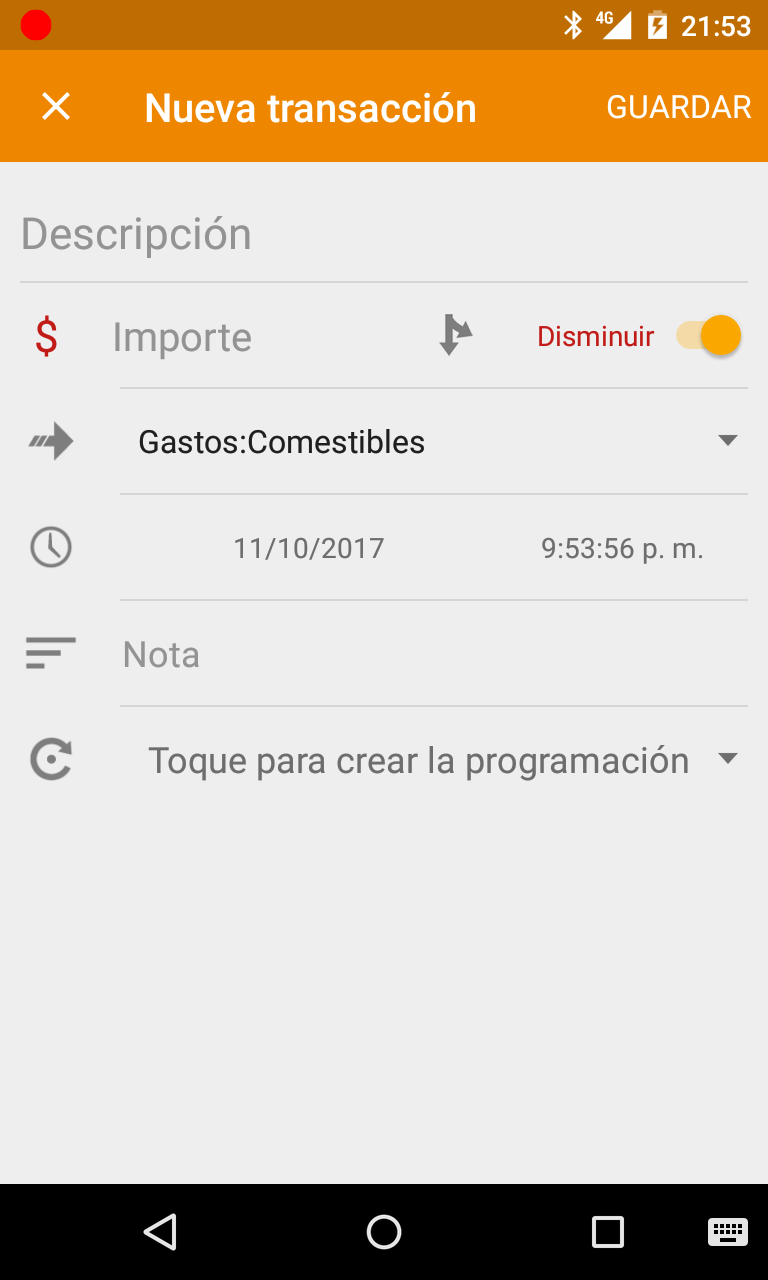 4G 21:53
Nueva transacción GUARDAR
Descripción
$ Importe Disminuir
Gastos:Comestibles
11/10/2017 9:53:56 p. m.
Nota
Toque para crear la programación